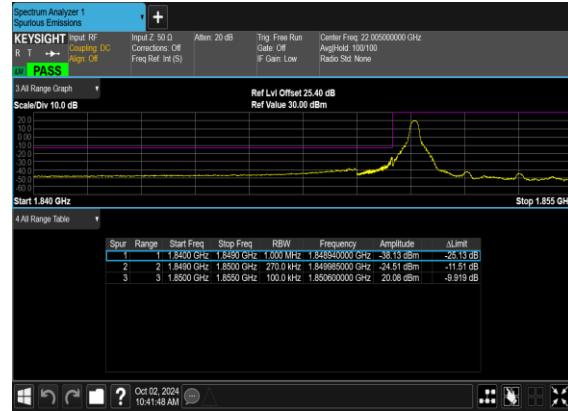 Spectrum Analyzer 1
Spurious Emissions
+
KEYSIGHT Input: RF Input Z: 50 Ω Atten: 20 dB Trig: Free Run Center Freq: 22.005000000 GHz
R T Coupling: DC Corrections: Off Gate: Off Avg|Hold: 100/100
Align: Off Freq Ref: Int (S) IF Gain: Low Radio Std: None
PASS
3 All Range Graph
Ref Lvl Offset 25.40 dB
Scale/Div 10.0 dB Ref Value 30.00 dBm
20.0
10.0
0.00
-10.0
-20.0
-30.0
-40.0
-50.0
-60.0
Start 1.840 GHz Stop 1.855 GH
4 All Range Table
Spur Range Start Freq Stop Freq RBW Frequency Amplitude ΔLimit
1 1 1.8400 GHz 1.8490 GHz 1.000 MHz 1.848940000 GHz -38.13 dBm -25.13 dB
2 2 1.8490 GHz 1.8500 GHz 270.0 kHz 1.849985000 GHz -24.51 dBm -11.51 dB
3 3 1.8500 GHz 1.8550 GHz 100.0 kHz 1.850600000 GHz 20.08 dBm -9.919 dB
? Oct 02, 2024
10:41:48 AM